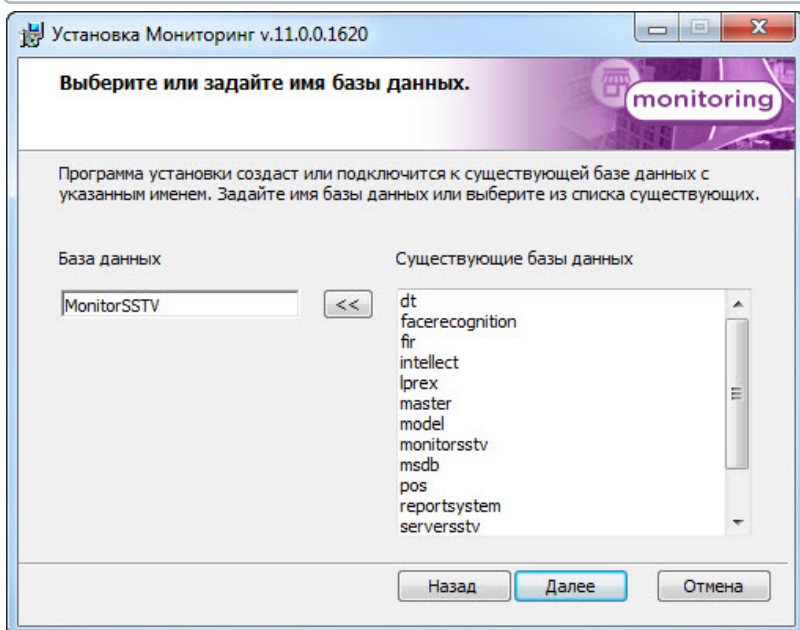 Установка Мониторинг v.11.0.0.1620
Выберите или задайте имя базы данных.
monitoring
Программа установки создаст или подключится к существующей базе данных с
указанным именем. Задайте имя базы данных или выберите из списка существующих.
База данных
Существующие базы данных
MonitorSSTV
<<
dt
facerecognition
fir
intellect
lprex
master
model
monitorsstv
msdb
pos
reportsystem
serversstv
Назад
Далее
Отмена